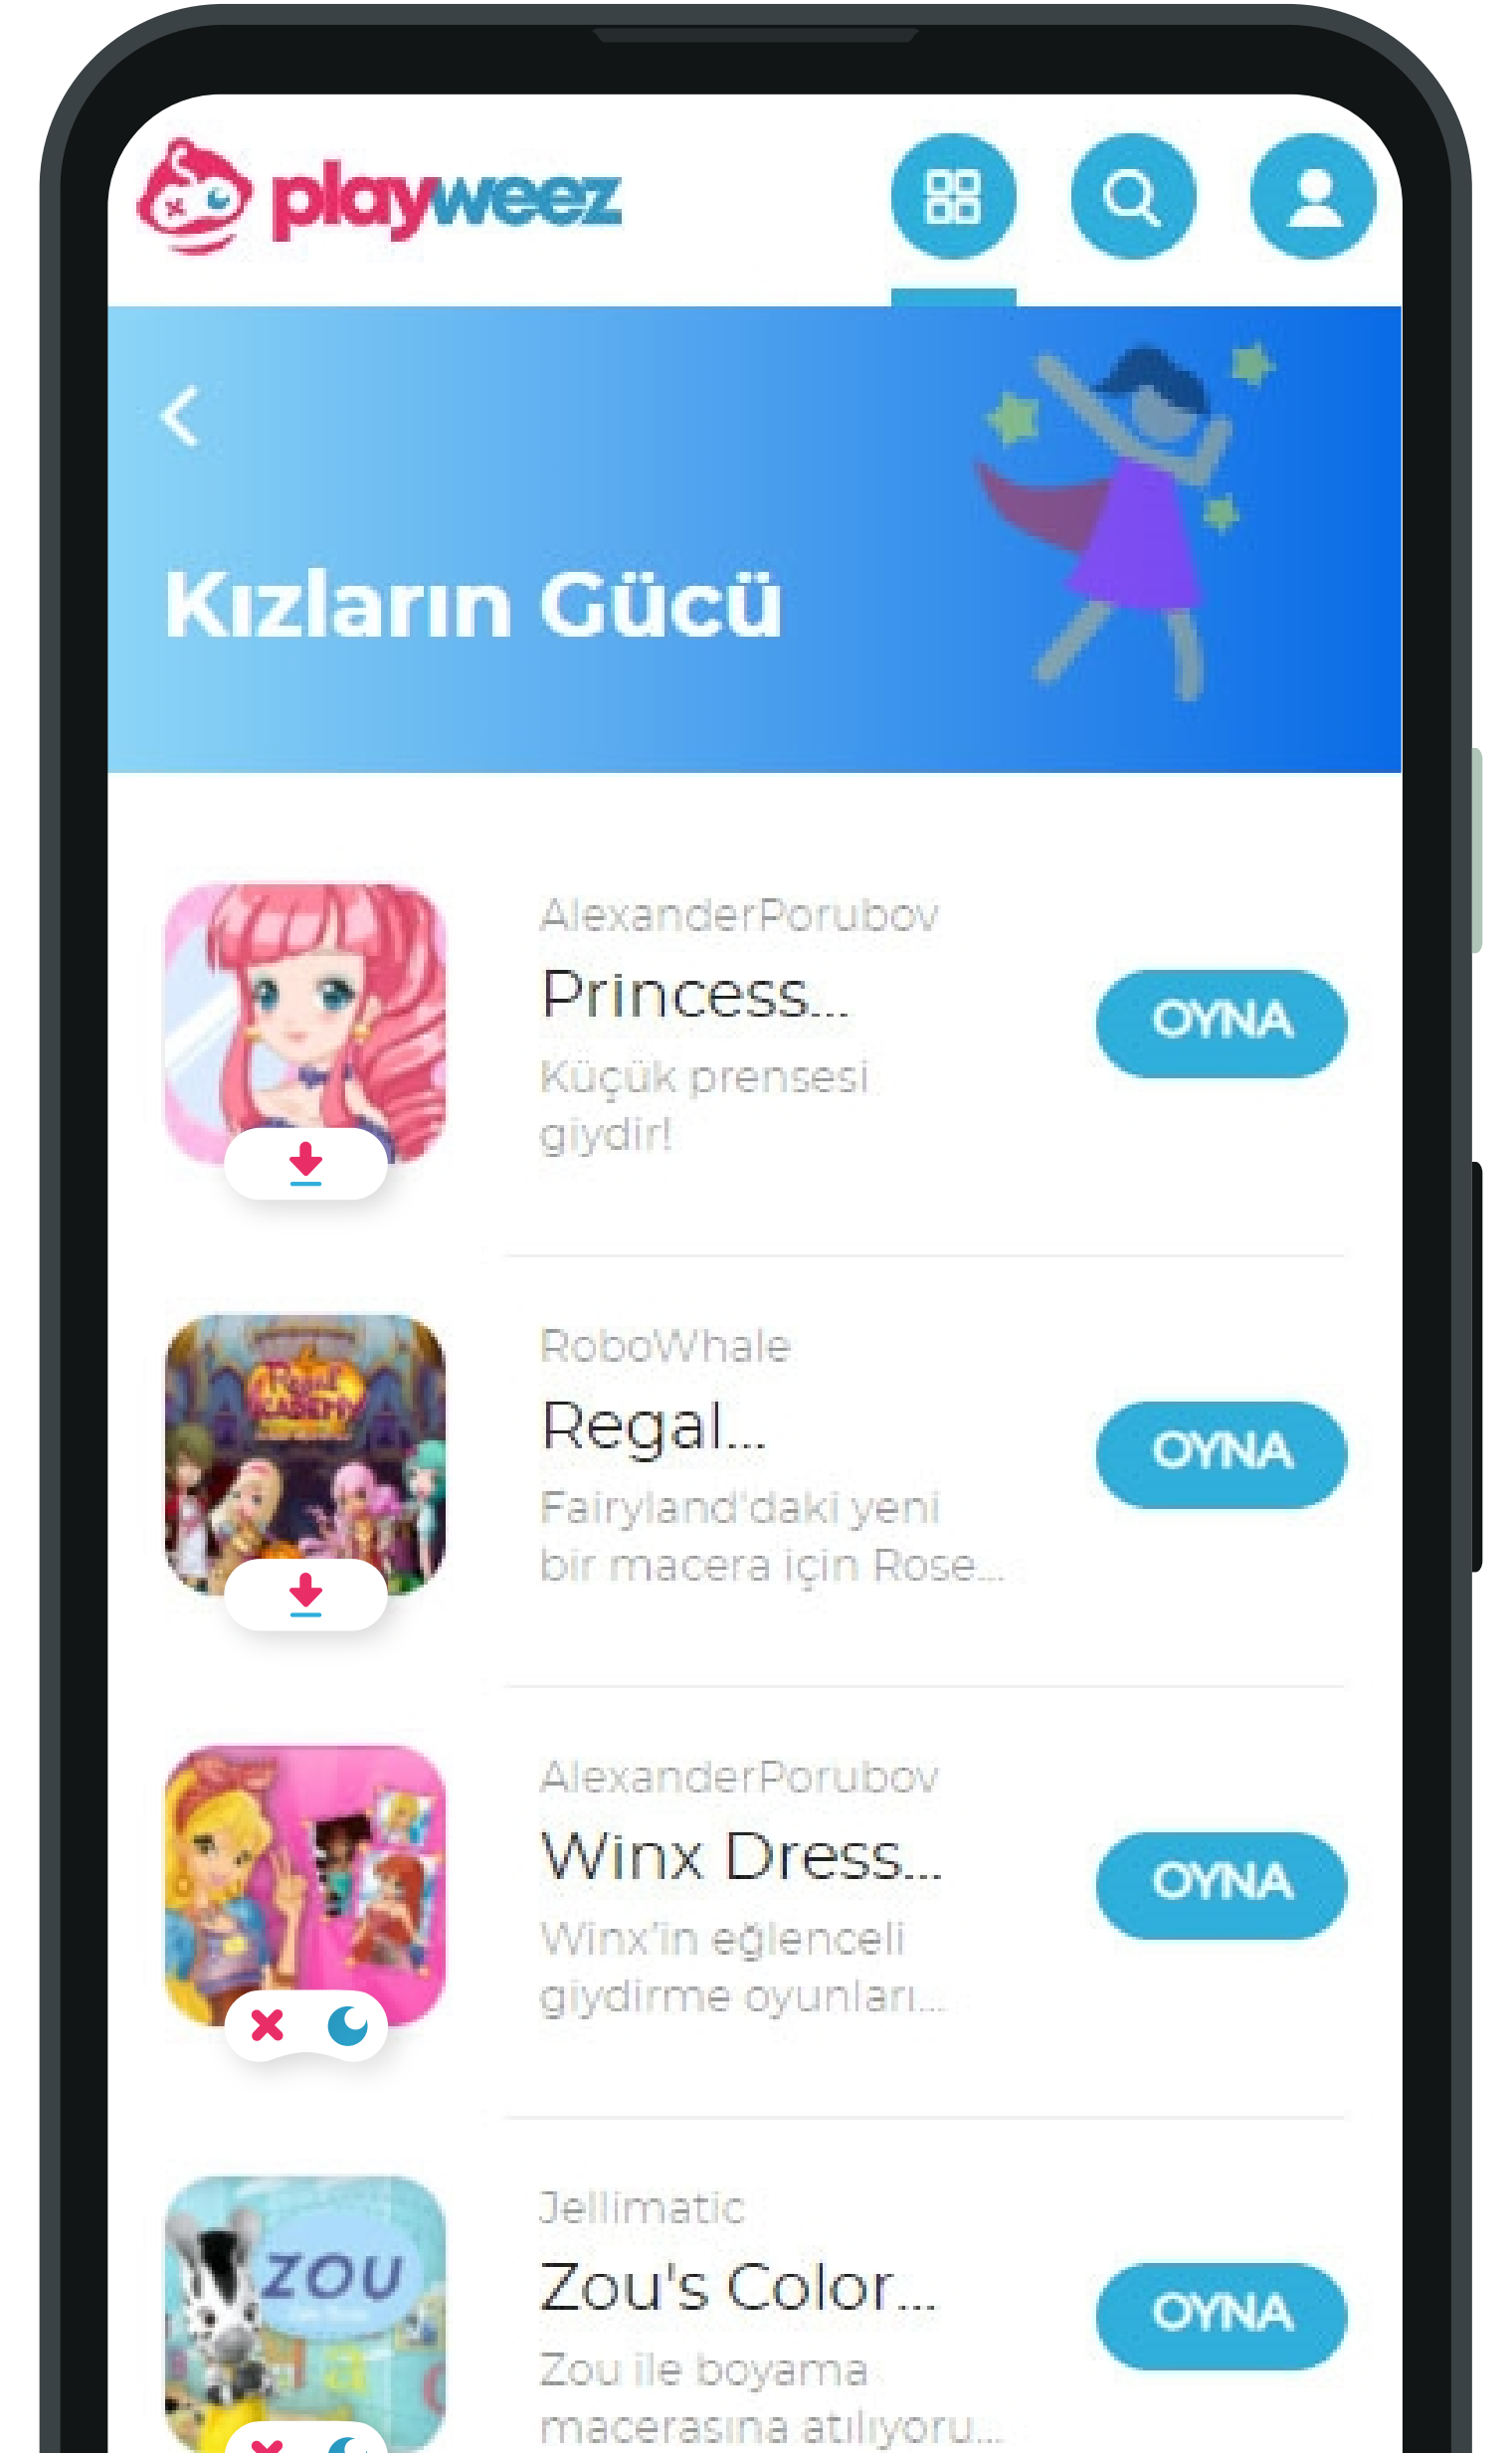 playweez
Kızların Gücü
AlexanderPorubov
Princess...
Küçük prensesi
giydir!
OYNA
Regal
ACADEMY
RoboWhale
Regal...
Fairyland'daki yeni
bir macera için Rose...
OYNA
AlexanderPorubov
Winx Dress...
Winx'in eğlenceli
giydirme oyunları...
OYNA
ZOU
Jellimatic
Zou's Color...
Zou ile boyama
macerasına atılıyoru...
OYNA